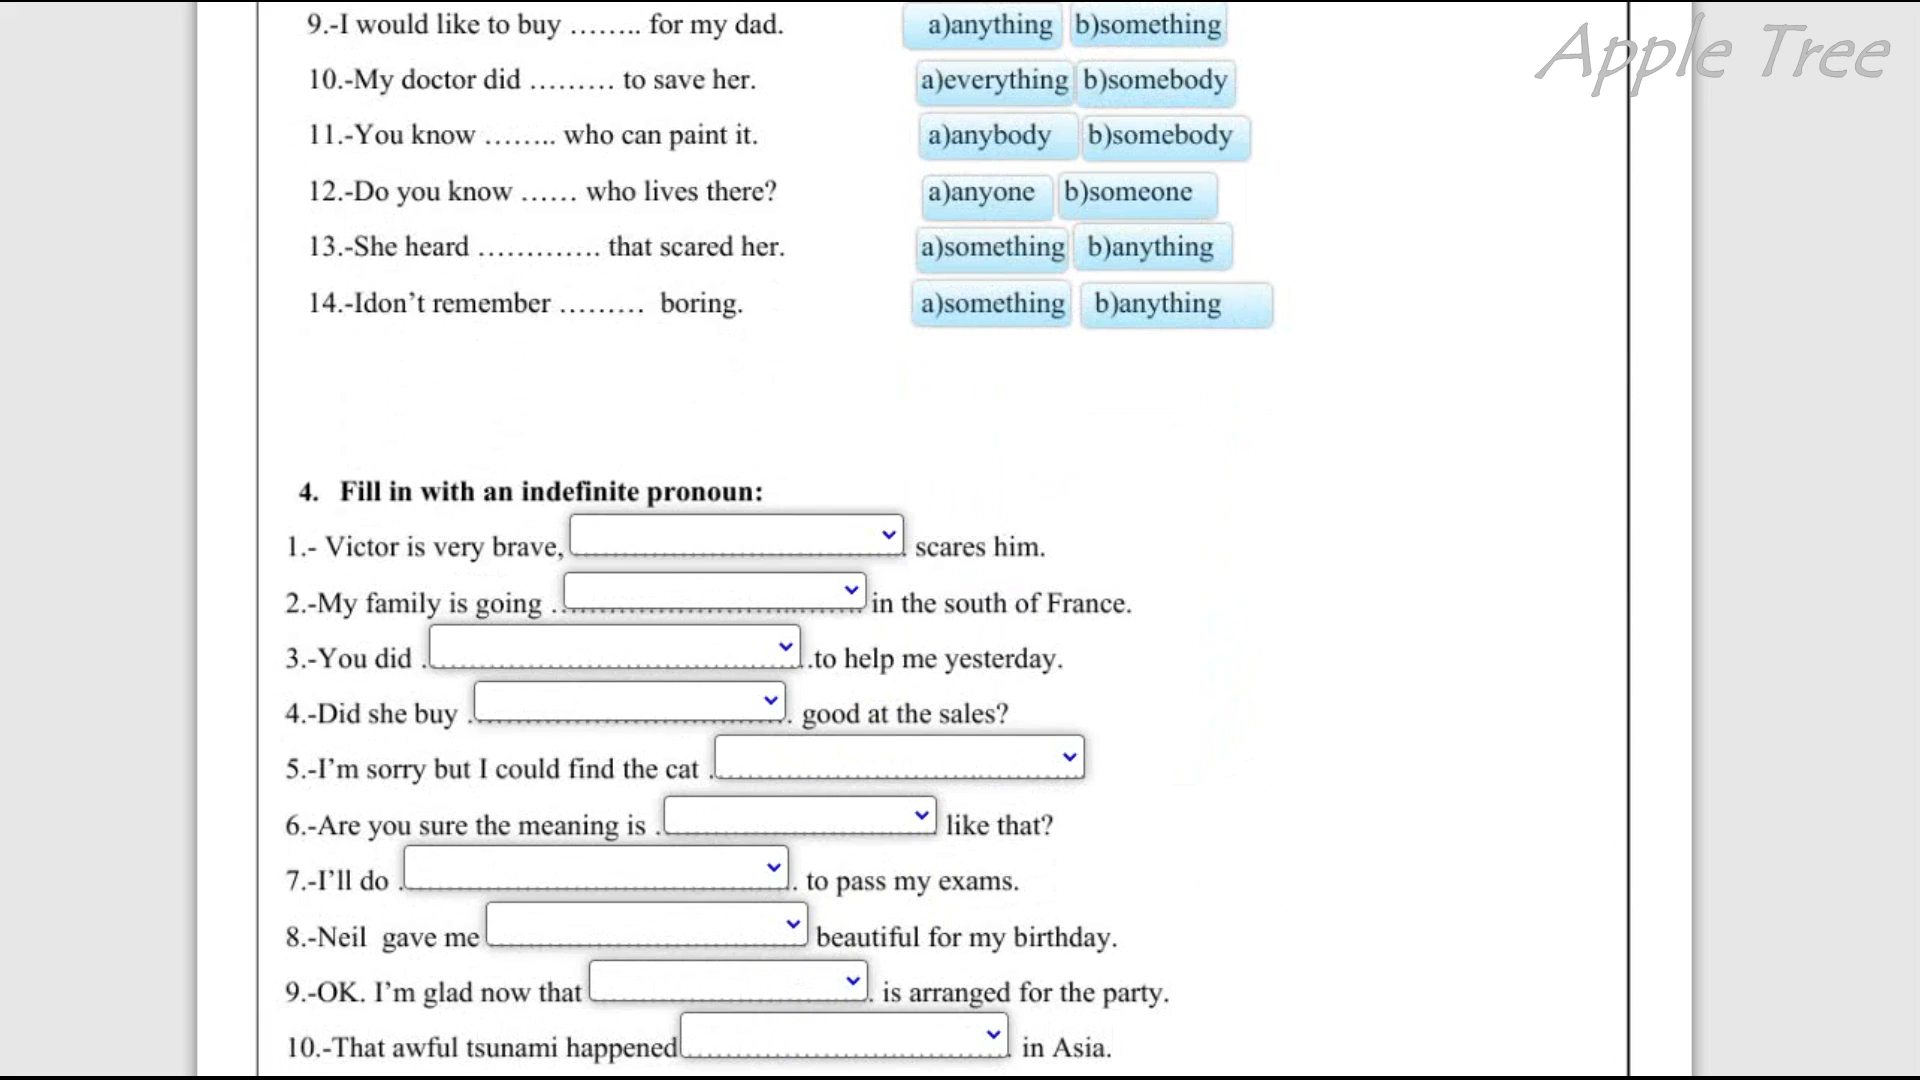 Apple Tree
9.-I would like to buy …….. for my dad. a)anything b)something
10.-My doctor did ……… to save her. a)everything b)somebody
11.-You know …….. who can paint it. a)anybody b)somebody
12.-Do you know …… who lives there? a)anyone b)someone
13.-She heard …………. that scared her. a)something b)anything
14.-Idon’t remember ……… boring. a)something b)anything
4. Fill in with an indefinite pronoun:
1.- Victor is very brave, scares him.
2.-My family is going in the south of France.
3.-You did to help me yesterday.
4.-Did she buy good at the sales?
5.-I’m sorry but I could find the cat
6.-Are you sure the meaning is like that?
7.-I’ll do to pass my exams.
8.-Neil gave me beautiful for my birthday.
9.-OK. I’m glad now that is arranged for the party.
10.-That awful tsunami happened in Asia.